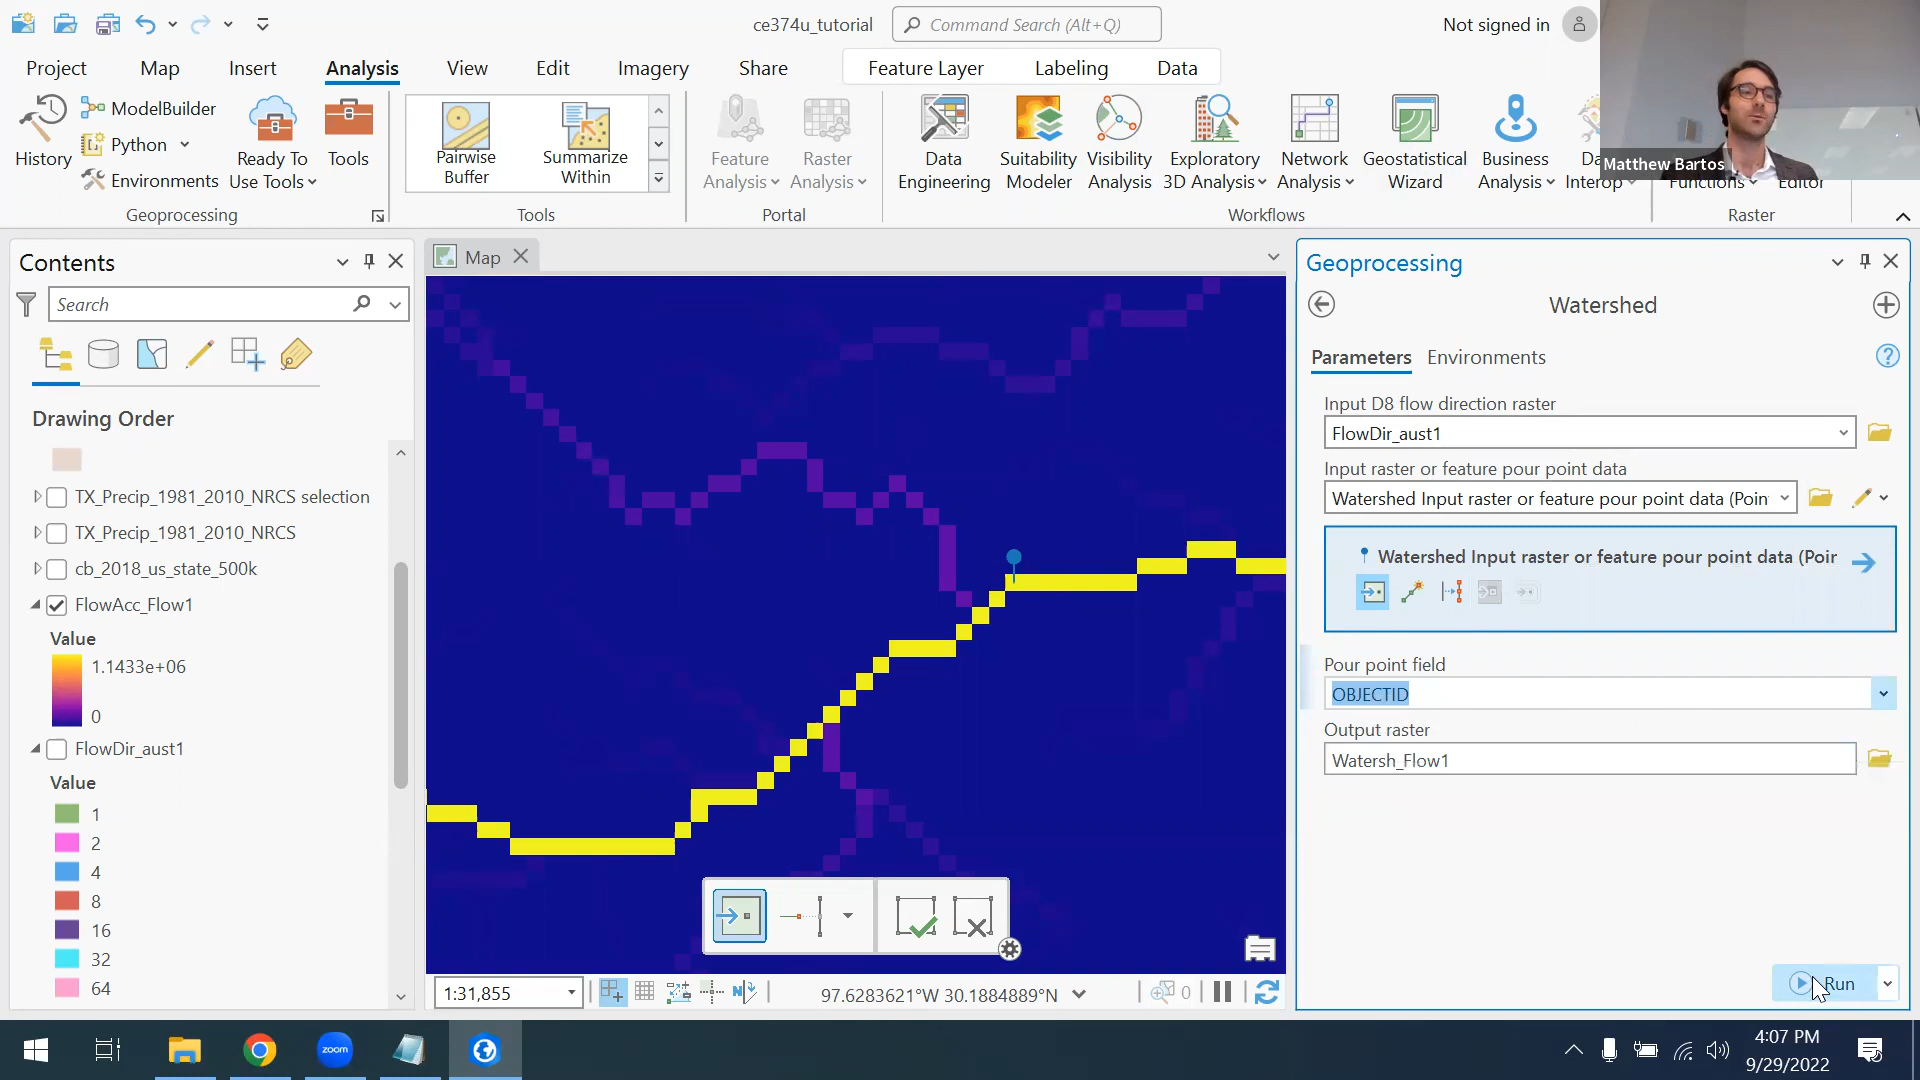 ce374u_tutorial
Command Search (Alt+Q)
Not signed in
Project
Map
Insert
Analysis
View
Edit
Imagery
Share
Feature Layer
Labeling
Data
History
ModelBuilder
Python
Environments
Ready To
Use Tools
Tools
Geoprocessing
Pairwise
Buffer
Summarize
Within
Tools
Feature
Analysis
Raster
Analysis
Portal
Data
Engineering
Suitability
Modeler
Visibility
Analysis
Exploratory
3D Analysis
Network
Analysis
Geostatistical
Wizard
Business
Analysis
Da
Interop
Workflows
Functions
Editor
Raster
Matthew Bartos
Contents
Search
Drawing Order
TX_Precip_1981_2010_NRCS selection
TX_Precip_1981_2010_NRCS
cb_2018_us_state_500k
FlowAcc_Flow1
Value
1.1433e+06
0
FlowDir_aust1
Value
1
2
4
8
16
32
64
Map
1:31,855
97.6283621°W 30.1884889°N
0
Geoprocessing
Watershed
Parameters
Environments
Input D8 flow direction raster
FlowDir_aust1
Input raster or feature pour point data
Watershed Input raster or feature pour point data (Poin
Watershed Input raster or feature pour point data (Poir
Pour point field
OBJECTID
Output raster
Watersh_Flow1
Run
zoom
4:07 PM
9/29/2022